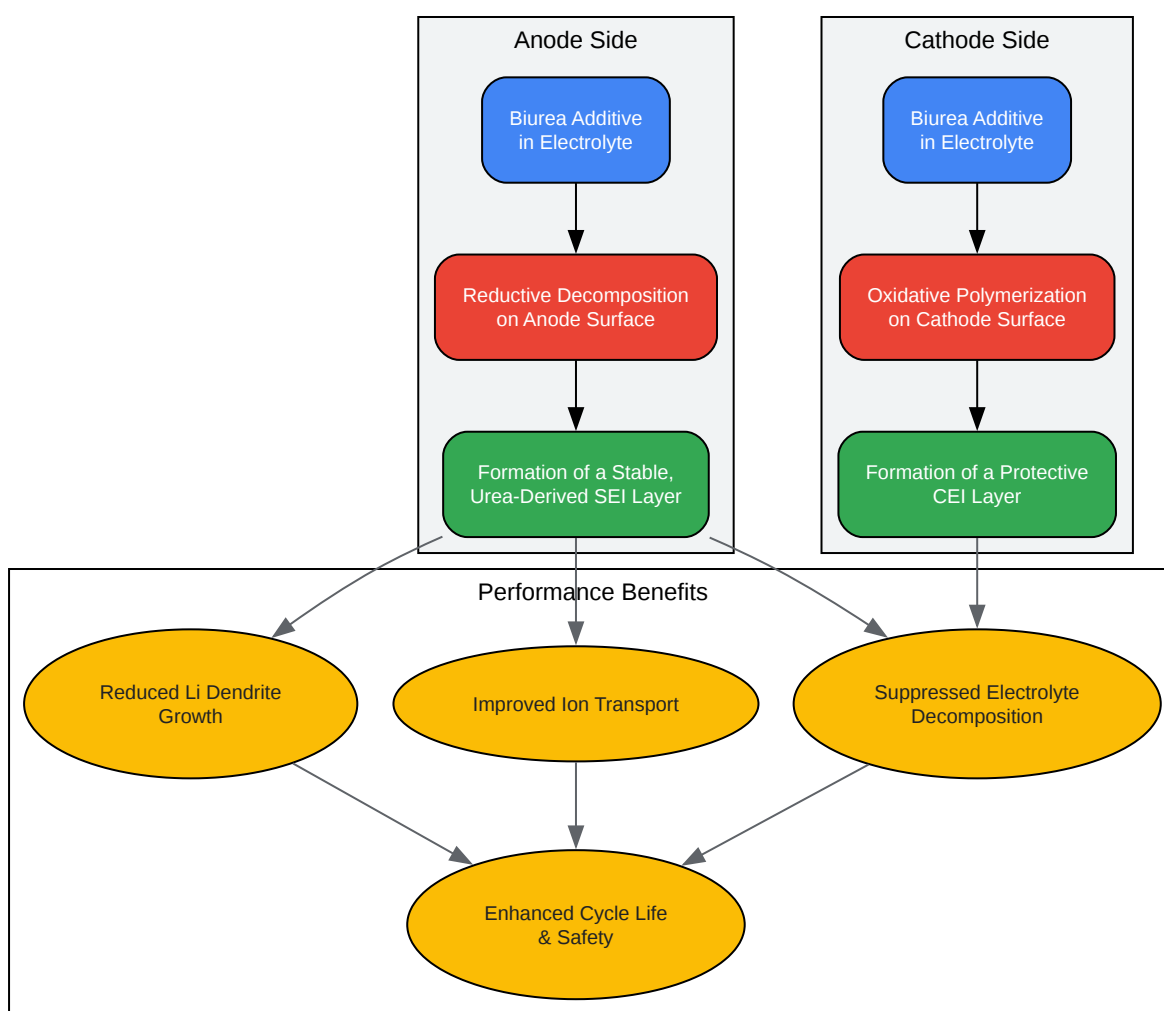 Anode Side
Cathode Side
Biurea Additive
in Electrolyte
Biurea Additive
in Electrolyte
Reductive Decomposition
on Anode Surface
Oxidative Polymerization
on Cathode Surface
Formation of a Stable,
Urea-Derived SEI Layer
Formation of a Protective
CEI Layer
Performance Benefits
Reduced Li Dendrite
Growth
Improved Ion Transport
Suppressed Electrolyte
Decomposition
Enhanced Cycle Life
& Safety